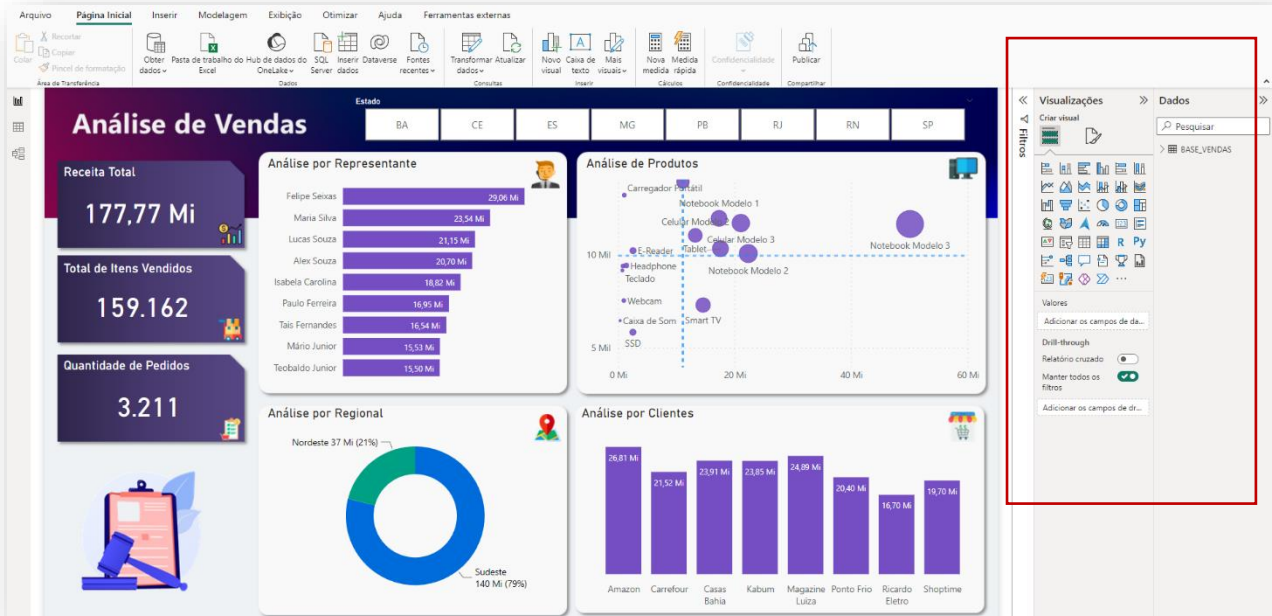 Arquivo Página Inicial Inserir Modelagem Exibição Otimizar Ajuda Ferramentas externas
Colar
Recortar
Copiar
Pincel de formatação
Área de Transferência
Obter dados
Pasta de trabalho do Excel
Hub de dados do OneLake
SQL Server
Inserir dados
Dataverse
Fontes recentes
Dados
Transformar dados
Atualizar
Consultas
Novo visual
Caixa de texto
Mais visuais
Inserir
Nova medida
Medida rápida
Cálculos
Confidencialidade
Confidencialidade
Publicar
Compartilhar
Análise de Vendas
Estado
BA CE ES MG PB RJ RN SP
Receita Total
177,77 Mi
Total de Itens Vendidos
159.162
Quantidade de Pedidos
3.211
Análise por Representante
Felipe Seixas 29,06 Mi
Maria Silva 23,54 Mi
Lucas Souza 21,15 Mi
Alex Souza 20,70 Mi
Isabela Carolina 18,82 Mi
Paulo Ferreira 16,95 Mi
Tais Fernandes 16,54 Mi
Mário Junior 15,53 Mi
Teobaldo Junior 15,50 Mi
Análise de Produtos
Carregador Portátil
Notebook Modelo 1
Celular Modelo 2
Celular Modelo 3
Notebook Modelo 3
Tablet
E-Reader
10 Mil
Headphone
Notebook Modelo 2
Teclado
Webcam
Caixa de Som
Smart TV
SSD
5 Mil
0 Mi 20 Mi 40 Mi 60 Mi
Análise por Regional
Nordeste 37 Mi (21%)
Sudeste
140 Mi (79%)
Análise por Clientes
26,81 Mi 21,52 Mi 23,91 Mi 23,85 Mi 24,89 Mi 20,40 Mi 16,70 Mi 19,70 Mi
Amazon Carrefour Casas Bahia Kabum Magazine Luiza Ponto Frio Ricardo Eletro Shoptime
Filtros
Visualizações
Criar visual
R Py
Valores
Adicionar os campos de da...
Drill-through
Relatório cruzado
Manter todos os
filtros
Adicionar os campos de dr...
Dados
Pesquisar
BASE_VENDAS